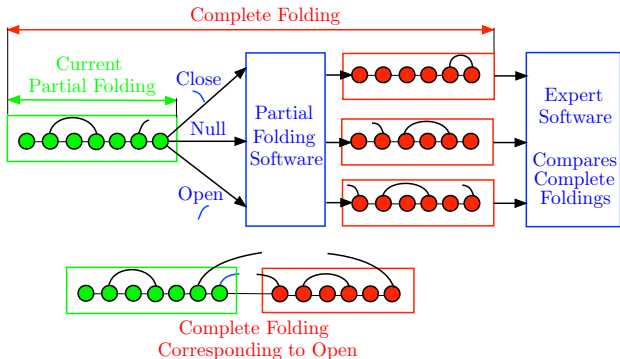 Complete Folding
Current
Partial Folding
Close
Null
Open
Partial
Folding
Software
Expert
Software
Compares
Complete
Foldings
Complete Folding
Corresponding to Open